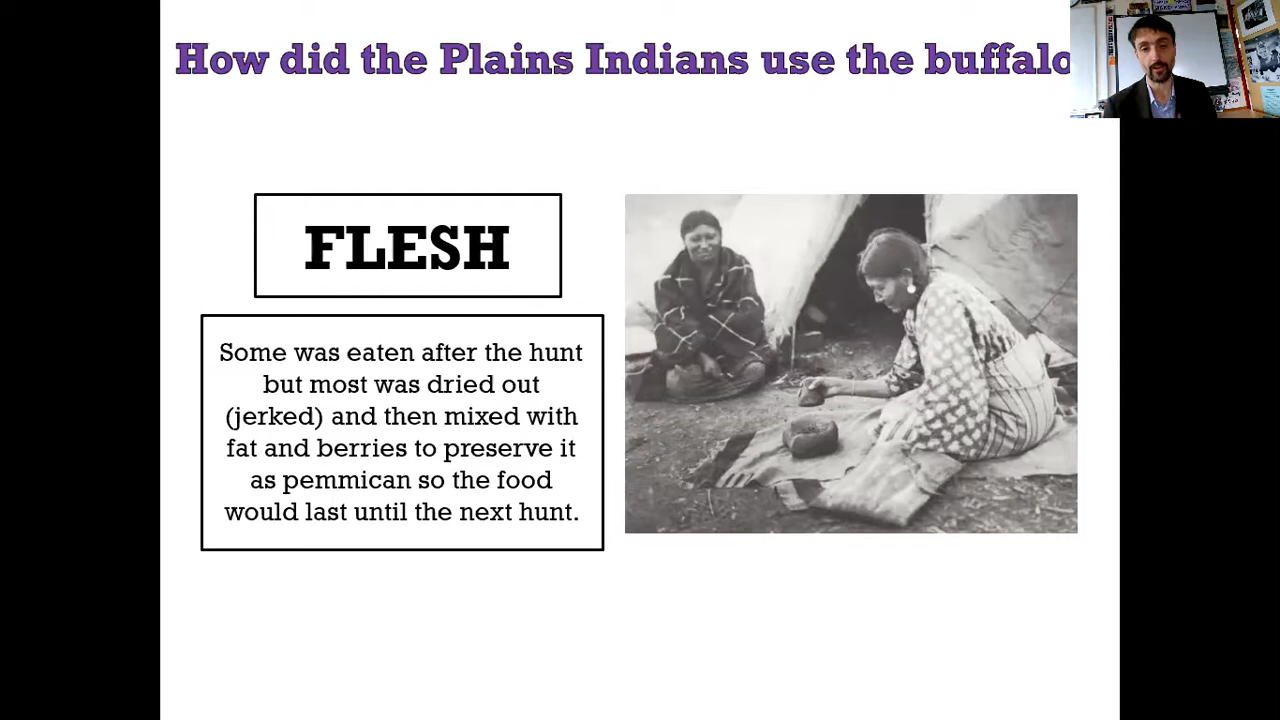 How did the Plains Indians use the buffalo
FLESH
Some was eaten after the hunt
but most was dried out
(jerked) and then mixed with
fat and berries to preserve it
as pemmican so the food
would last until the next hunt.